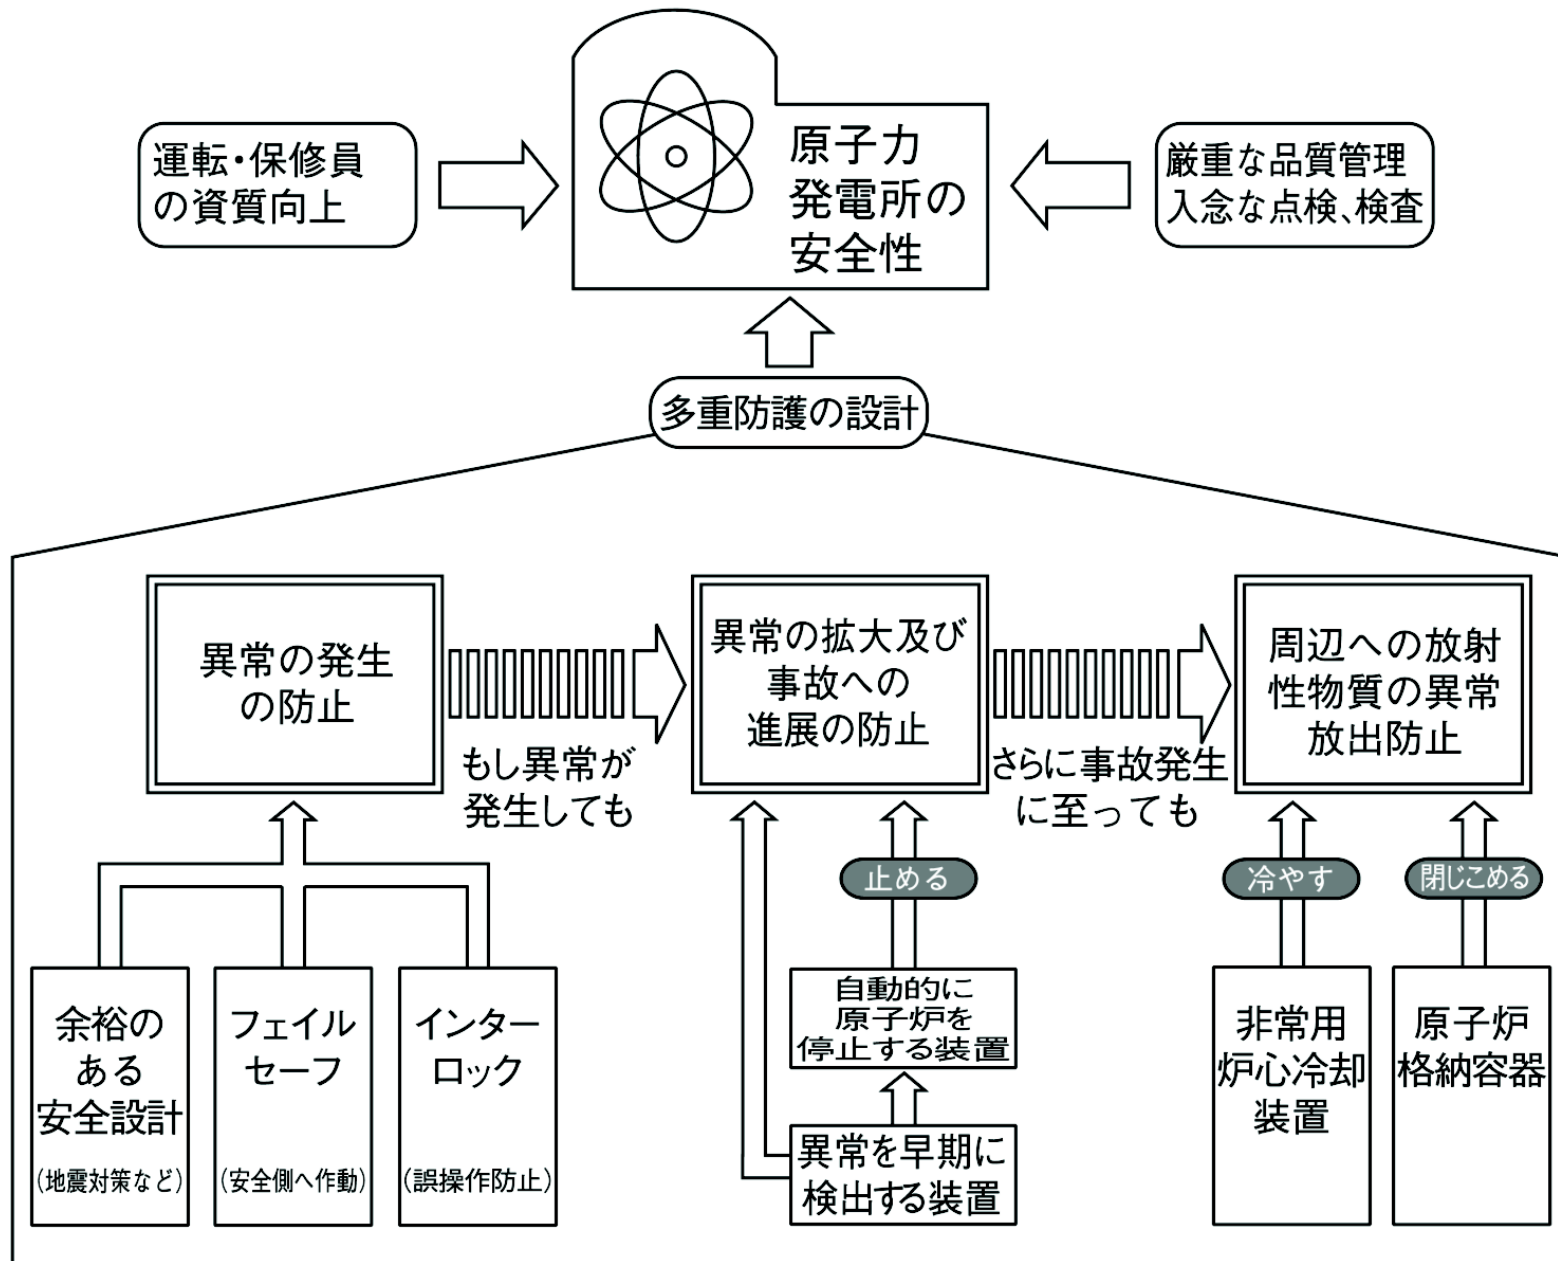 運転・保修員
の資質向上
原子力
発電所の
安全性
厳重な品質管理
入念な点検、検査
多重防護の設計
異常の発生
の防止
もし異常が
発生しても
異常の拡大及び
事故への
進展の防止
さらに事故発生
に至っても
周辺への放射
性物質の異常
放出防止
止める
冷やす
閉じこめる
余裕の
ある
安全設計
(地震対策など)
フェイル
セーフ
(安全側へ作動)
インター
ロック
(誤操作防止)
自動的に
原子炉を
停止する装置
異常を早期に
検出する装置
非常用
炉心冷却
装置
原子炉
格納容器